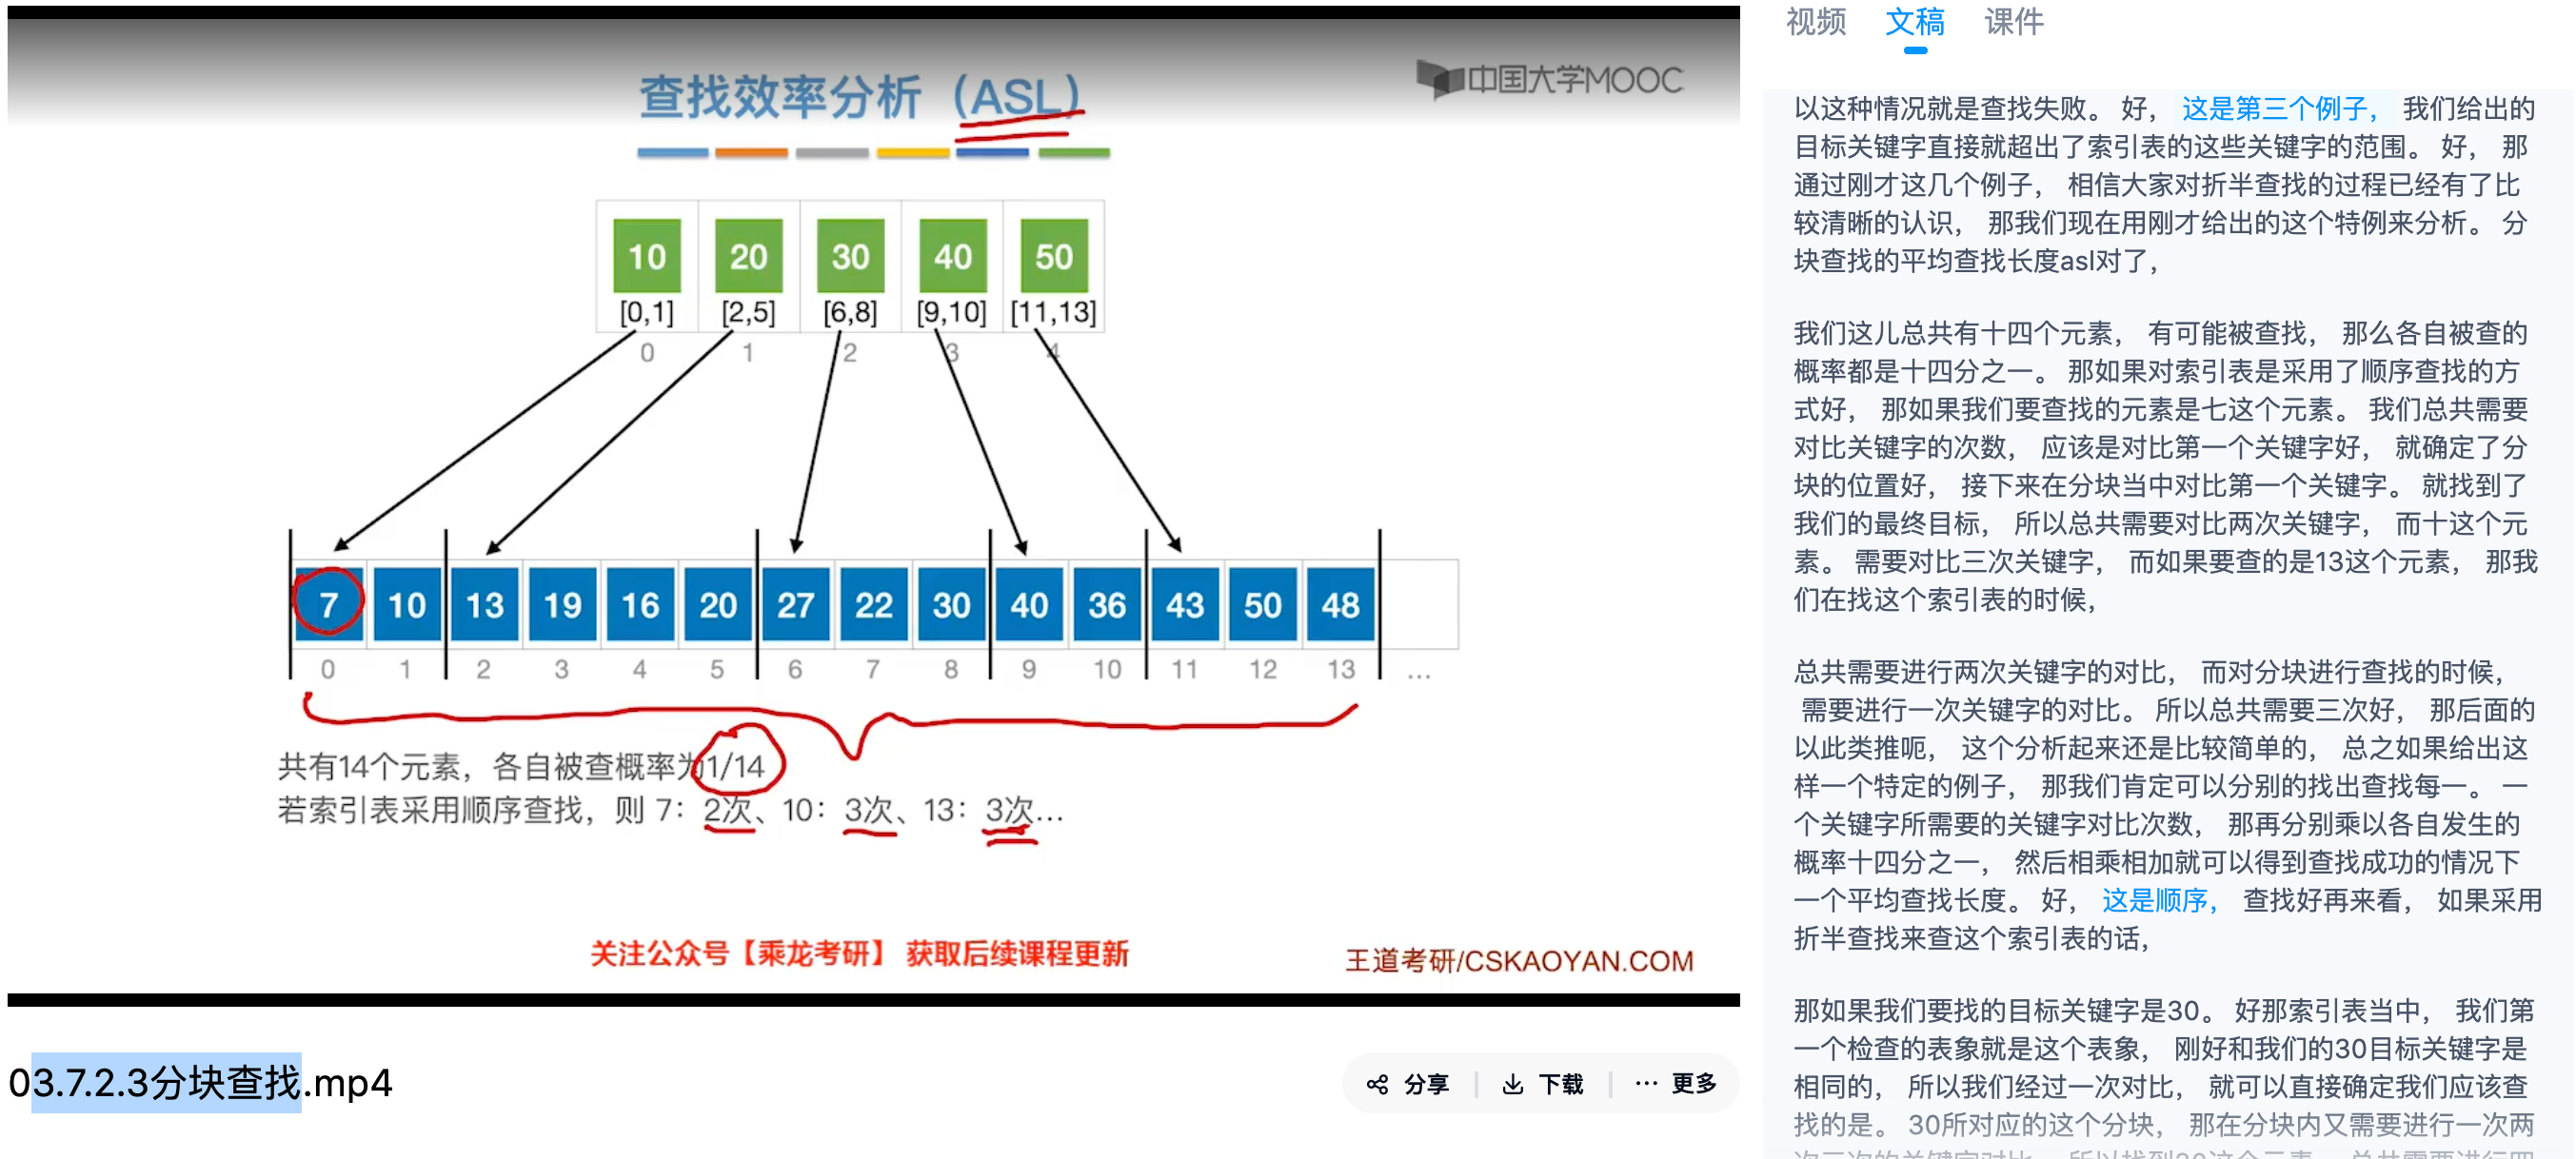 查找效率分析（ASL）
中国大学MOOC
10 20 30 40 50
[0,1] [2,5] [6,8] [9,10] [11,13]
0 1 2 3 4
7 10 13 19 16 20 27 22 30 40 36 43 50 48
0 1 2 3 4 5 6 7 8 9 10 11 12 13 ...
共有14个元素，各自被查概率为1/14
若索引表采用顺序查找，则 7：2次、10：3次、13：3次...
关注公众号【乘龙考研】 获取后续课程更新
王道考研/CSKAOYAN.COM
03.7.2.3分块查找.mp4
分享 下载 ··· 更多
视频 文稿 课件
以这种情况就是查找失败。 好， 这是第三个例子， 我们给出的
目标关键字直接就超出了索引表的这些关键字的范围。 好， 那
通过刚才这几个例子， 相信大家对折半查找的过程已经有了比
较清晰的认识， 那我们现在用刚才给出的这个特例来分析。 分
块查找的平均查找长度asl对了，
我们这儿总共有十四个元素， 有可能被查找， 那么各自被查的
概率都是十四分之一。 那如果对索引表是采用了顺序查找的方
式好， 那如果我们要查找的元素是七这个元素。 我们总共需要
对比关键字的次数， 应该是对比第一个关键字好， 就确定了分
块的位置好， 接下来在分块当中对比第一个关键字。 就找到了
我们的最终目标， 所以总共需要对比两次关键字， 而十这个元
素。 需要对比三次关键字， 而如果要查的是13这个元素， 那我
们在找这个索引表的时候，
总共需要进行两次关键字的对比， 而对分块进行查找的时候，
需要进行一次关键字的对比。 所以总共需要三次好， 那后面的
以此类推呃， 这个分析起来还是比较简单的， 总之如果给出这
样一个特定的例子， 那我们肯定可以分别的找出查找每一。 一
个关键字所需要的关键字对比次数， 那再分别乘以各自发生的
概率十四分之一， 然后相乘相加就可以得到查找成功的情况下
一个平均查找长度。 好， 这是顺序， 查找好再来看， 如果采用
折半查找来查这个索引表的话，
那如果我们要找的目标关键字是30。 好那索引表当中， 我们第
一个检查的表象就是这个表象， 刚好和我们的30目标关键字是
相同的， 所以我们经过一次对比， 就可以直接确定我们应该查
找的是。 30所对应的这个分块， 那在分块内又需要进行一次两